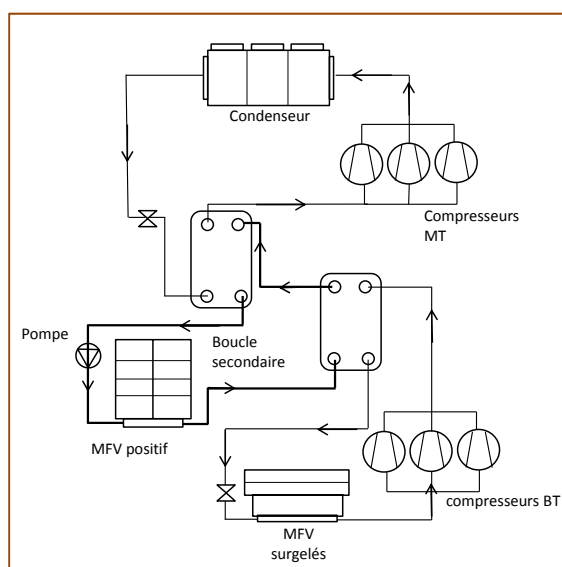 Condenseur
Compresseurs
MT
Pompe
Boucle
secondaire
MFV positif
compresseurs BT
MFV
surgelés